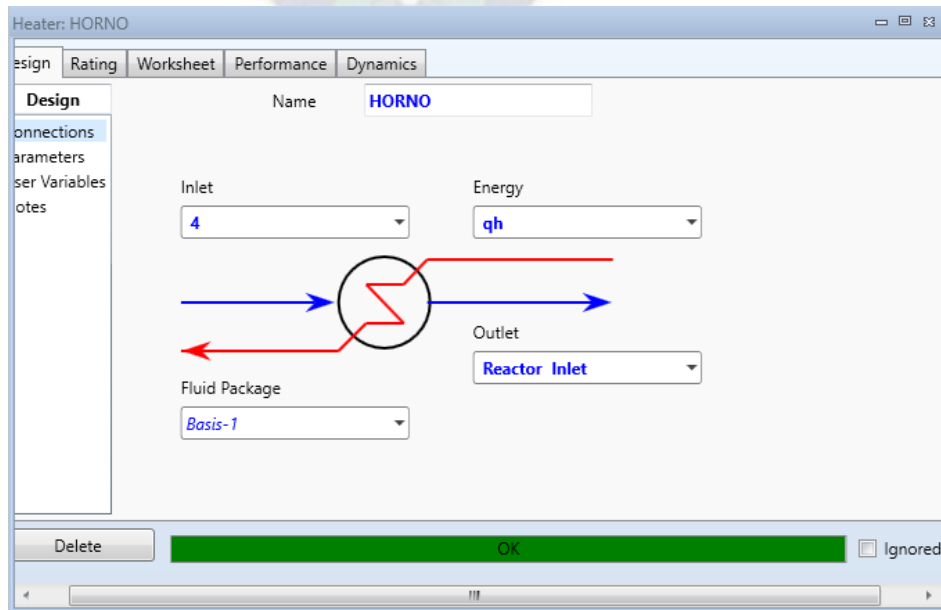 Heater: HORNO
esign Rating Worksheet Performance Dynamics
Design
onnections
arameters
ser Variables
otes
Name HORNO
Inlet Energy
4 qh
Outlet
Reactor Inlet
Fluid Package
Basis-1
Delete OK Ignored